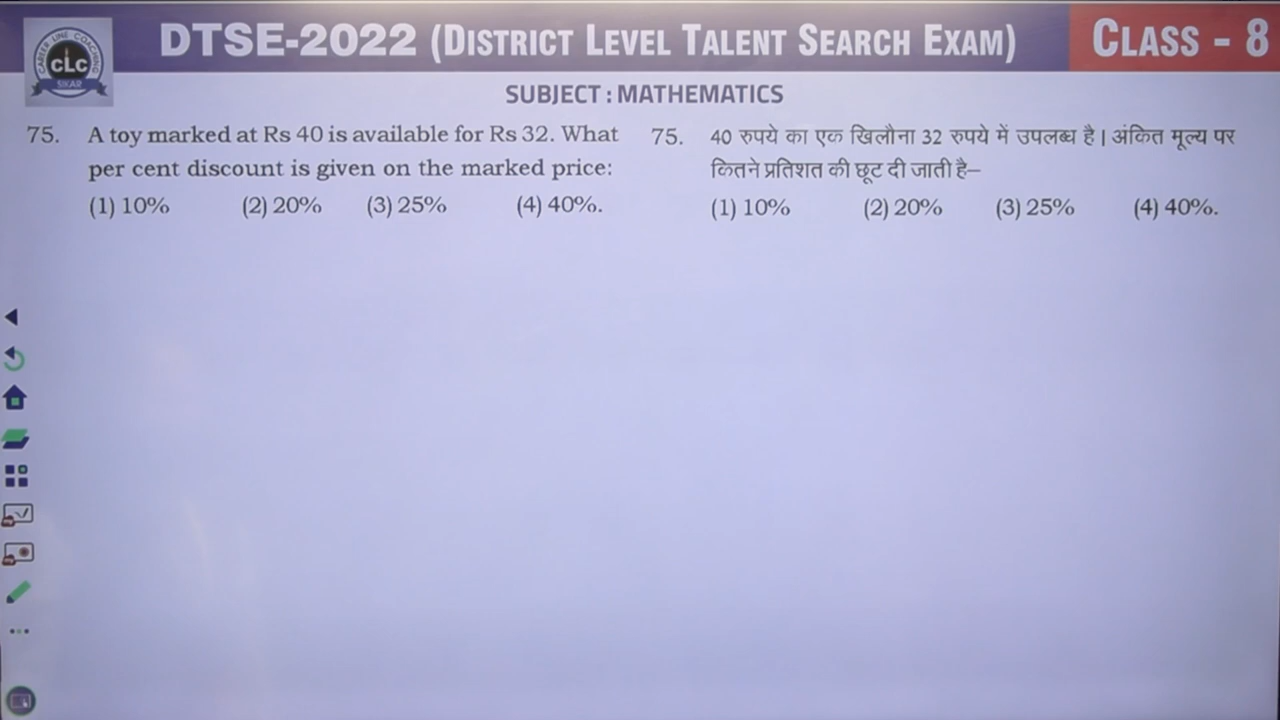 CAREER LINE COACHING
CLC
SIKAR
DTSE-2022 (DISTRICT LEVEL TALENT SEARCH EXAM)
CLASS - 8
SUBJECT : MATHEMATICS
75. A toy marked at Rs 40 is available for Rs 32. What
per cent discount is given on the marked price:
(1) 10% (2) 20% (3) 25% (4) 40%.
75. 40 रुपये का एक खिलौना 32 रुपये में उपलब्ध है। अंकित मूल्य पर
कितने प्रतिशत की छूट दी जाती है–
(1) 10% (2) 20% (3) 25% (4) 40%.